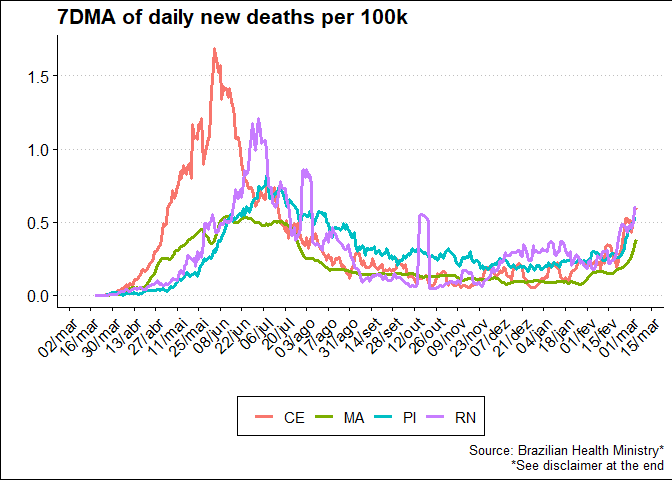 7DMA of daily new deaths per 100k
1.5
1.0
0.5
0.0
02/mar
16/mar
30/mar
13/abr
27/abr
11/mai
25/mai
08/jun
22/jun
06/jul
20/jul
03/ago
17/ago
31/ago
14/set
28/set
12/out
26/out
09/nov
23/nov
07/dez
21/dez
04/jan
18/jan
01/fev
15/fev
01/mar
15/mar
CE MA PI RN
Source: Brazilian Health Ministry*
*See disclaimer at the end